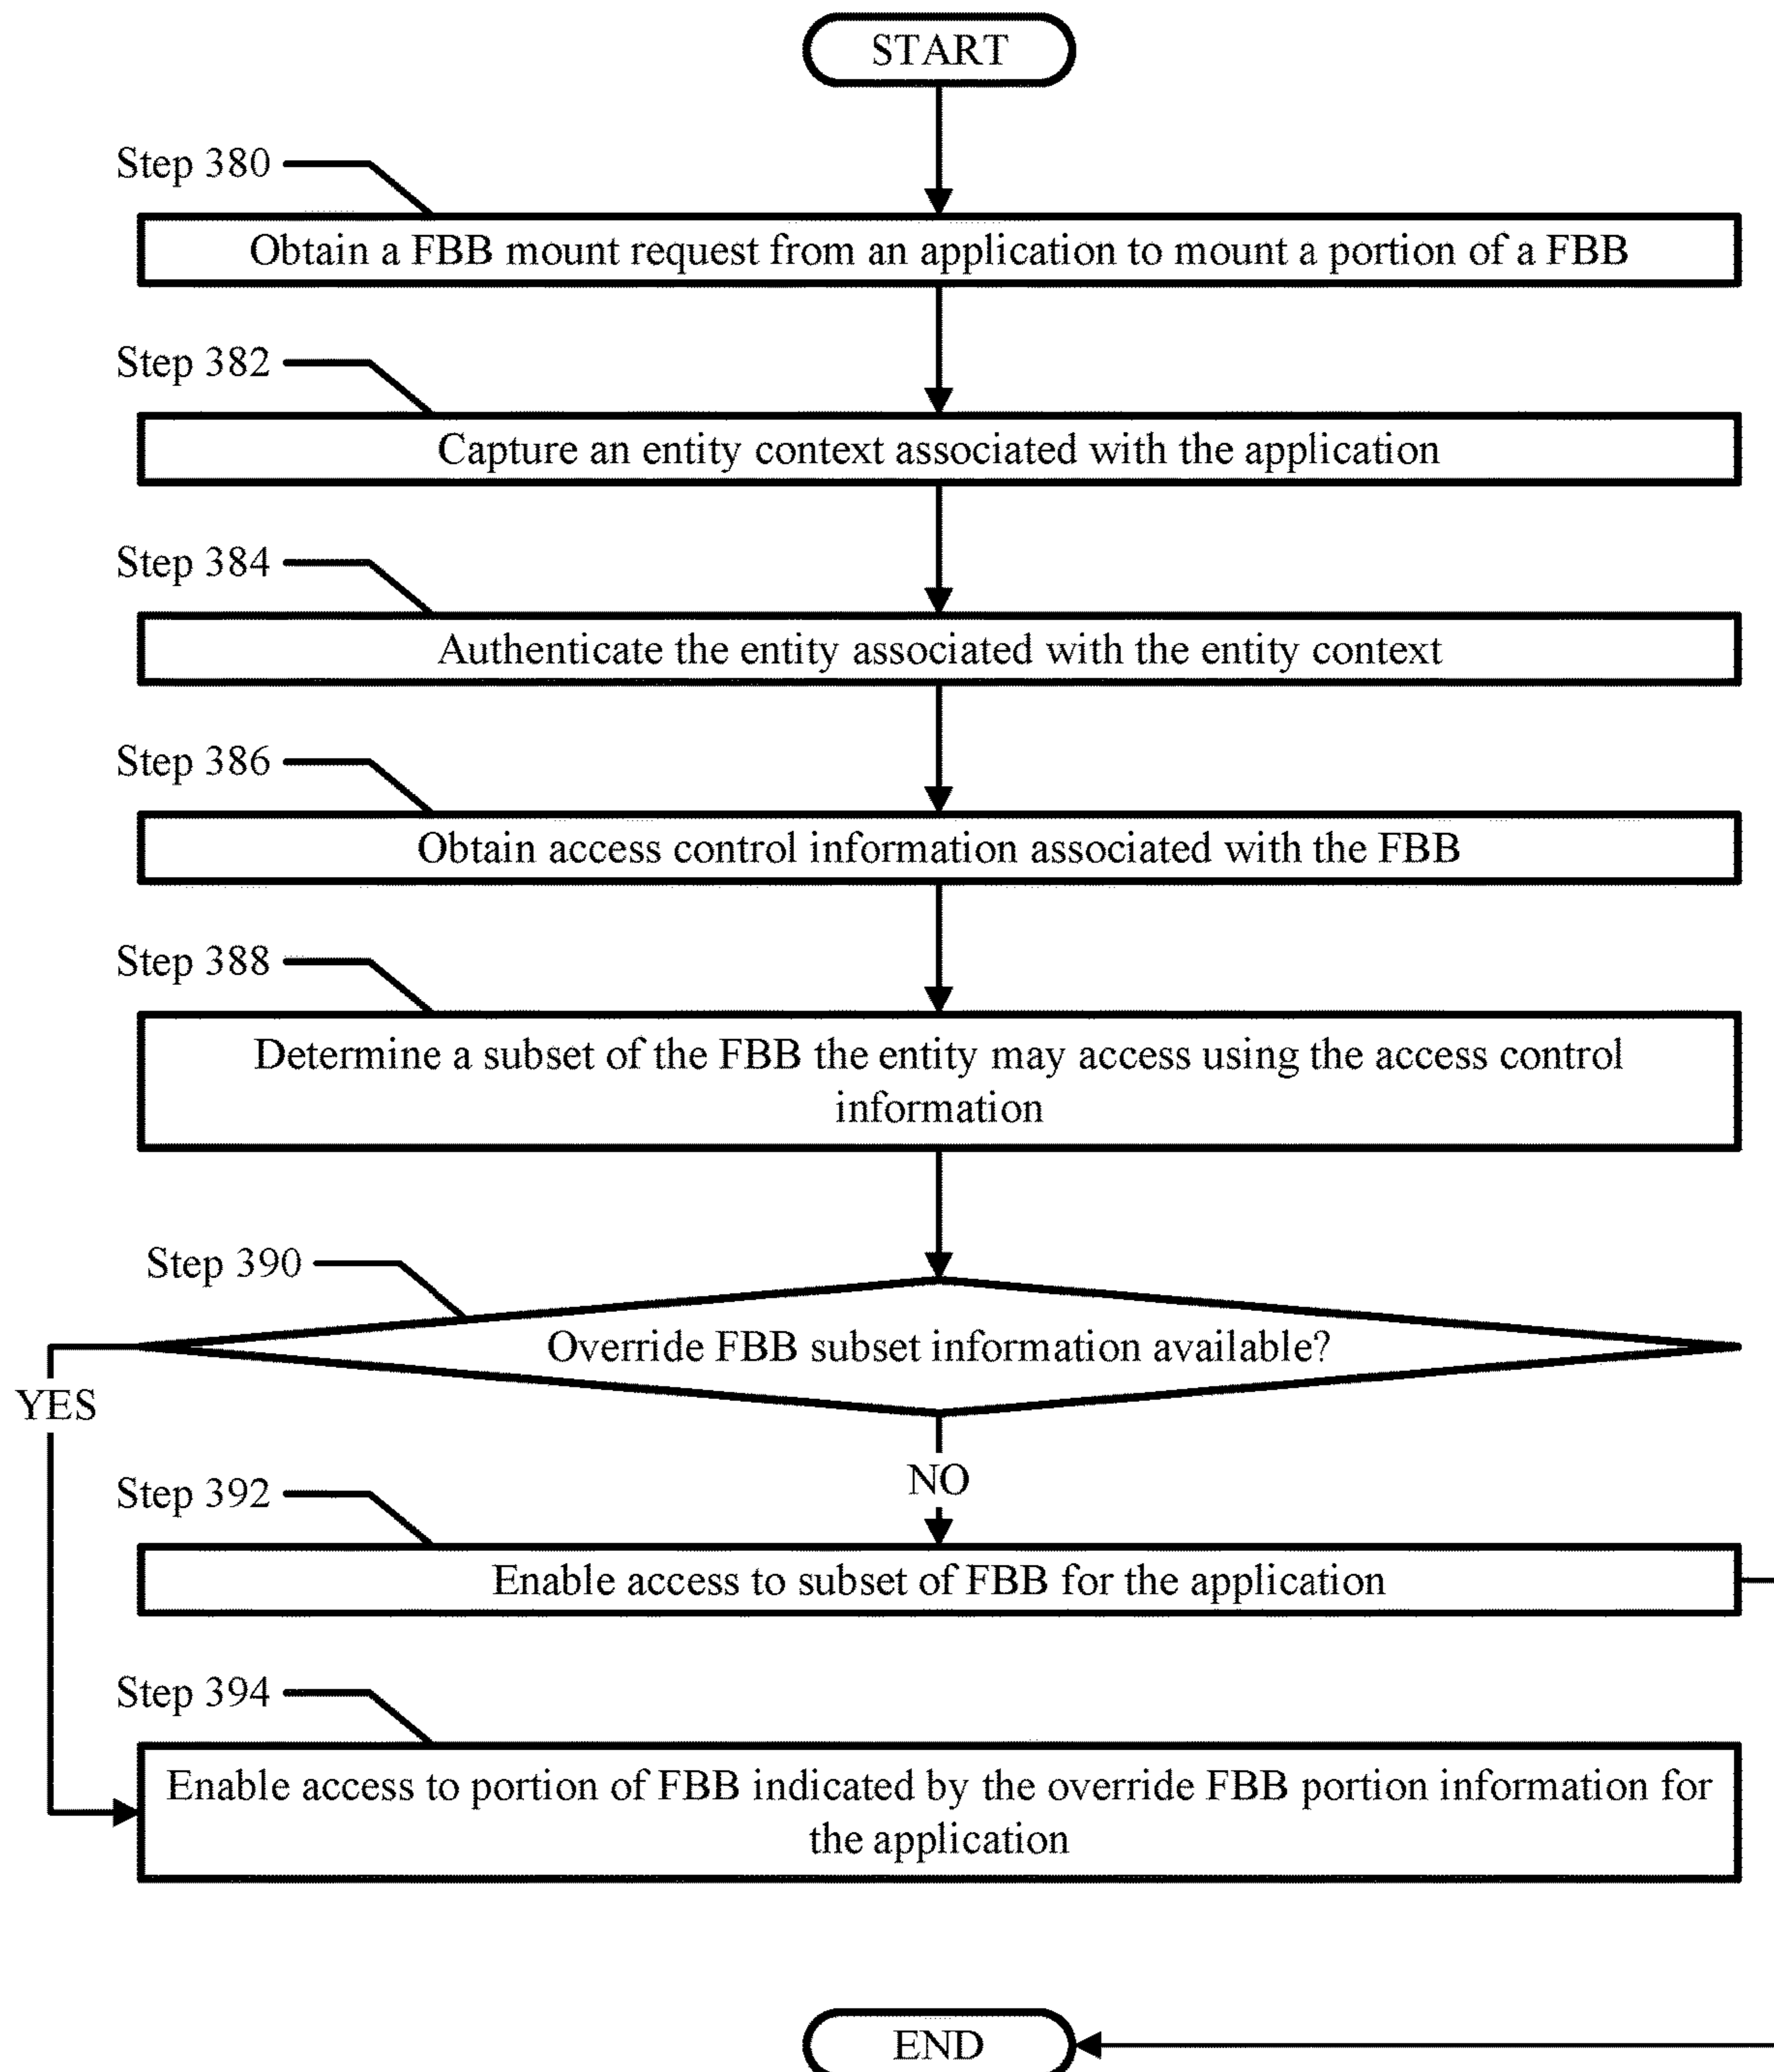 START
Step 380
Obtain a FBB mount request from an application to mount a portion of a FBB
Step 382
Capture an entity context associated with the application
Step 384
Authenticate the entity associated with the entity context
Step 386
Obtain access control information associated with the FBB
Step 388
Determine a subset of the FBB the entity may access using the access control
information
Step 390
Override FBB subset information available?
YES
NO
Step 392
Enable access to subset of FBB for the application
Step 394
Enable access to portion of FBB indicated by the override FBB portion information for
the application
END